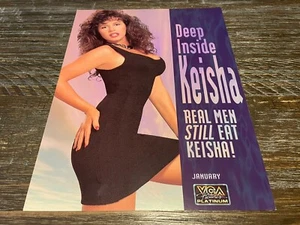 Deep
Inside
Keisha
REAL MEN
STILL EAT
KEISHA!
JANUARY
VCA
PLATINUM